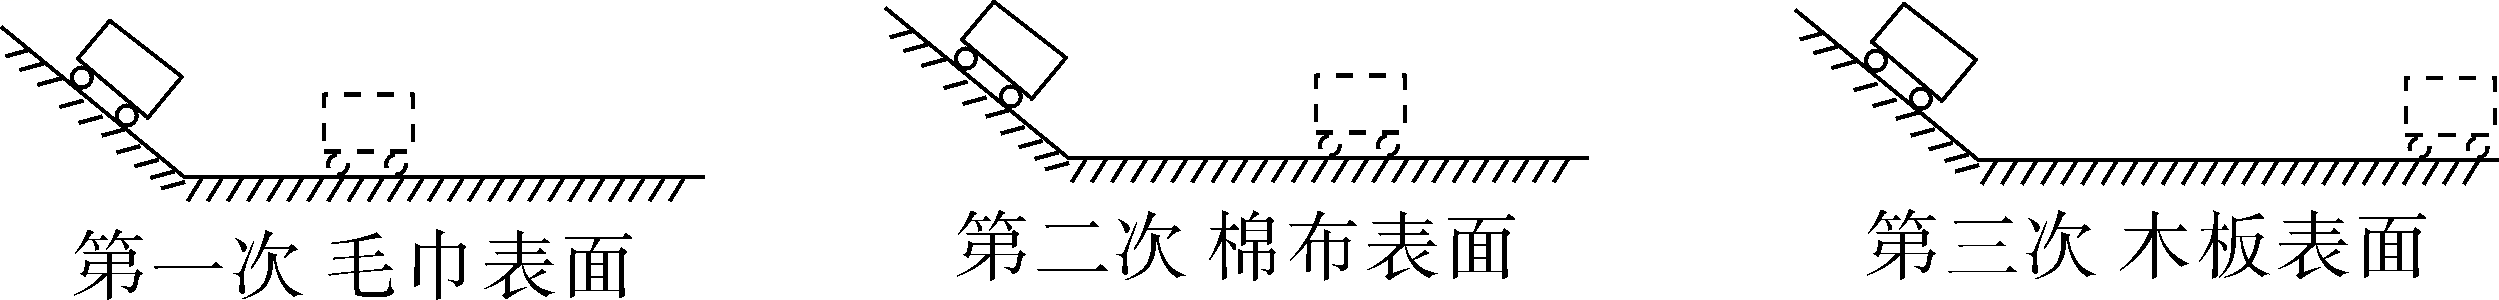 第一次 毛巾表面
第二次 棉布表面
第三次 木板表面